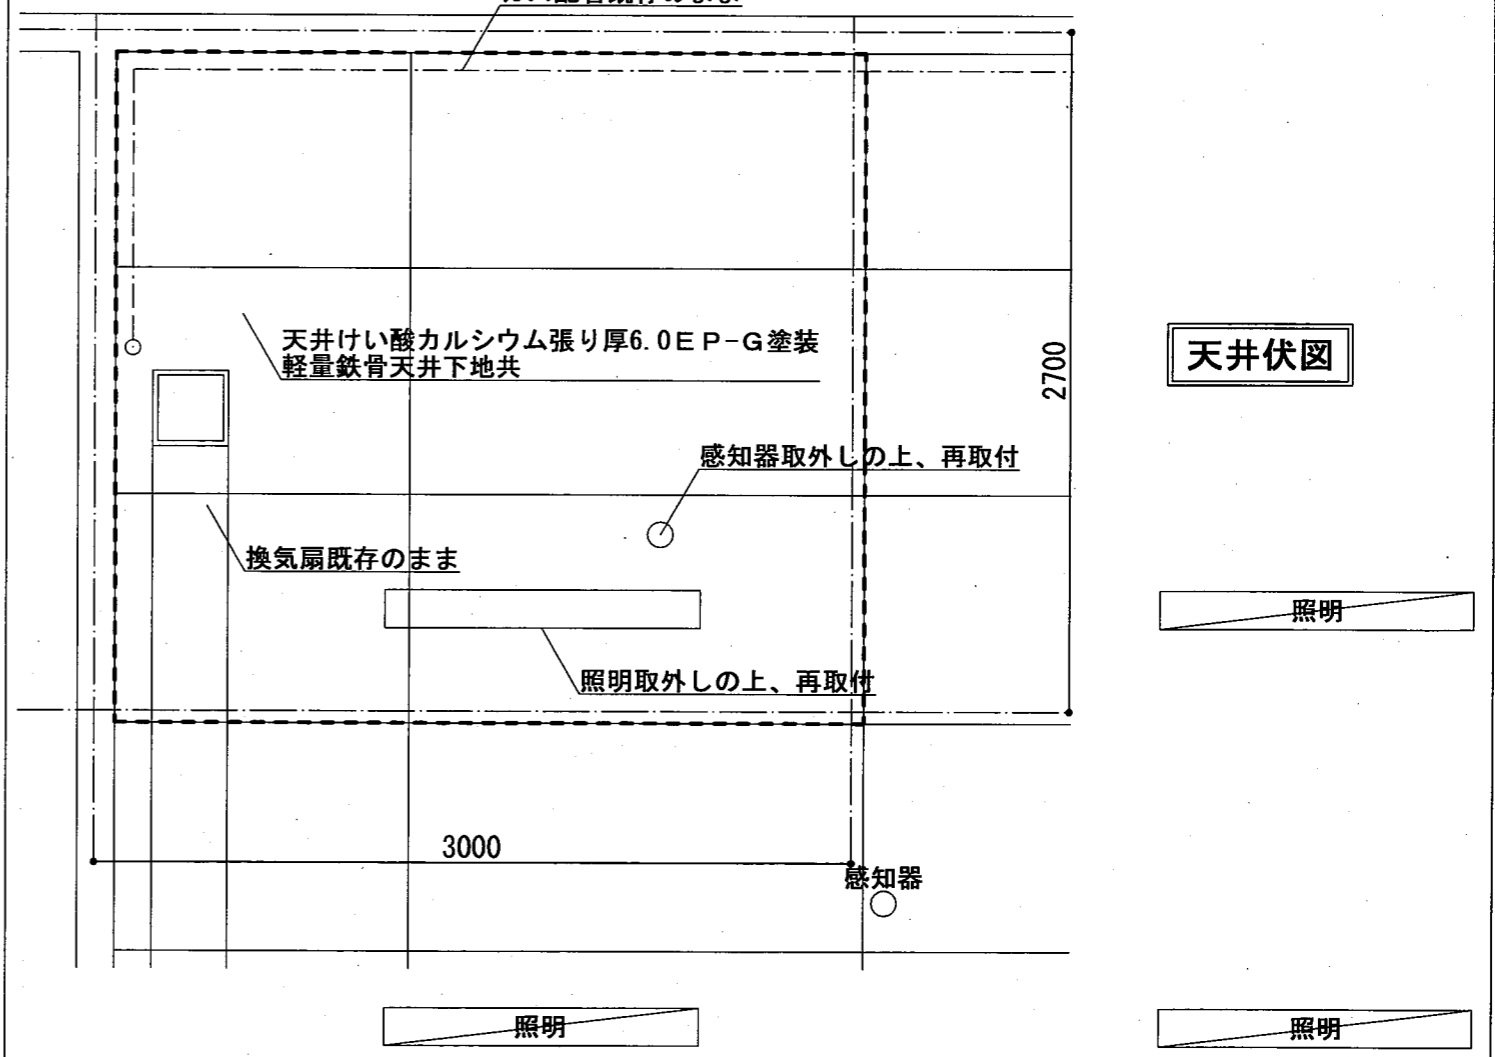 天井けい酸カルシウム張り厚6.0EP-G塗装
軽量鉄骨天井下地共
2700
天井伏図
感知器取外しの上、再取付
換気扇既存のまま
照明
照明取外しの上、再取付
3000
感知器
照明
照明